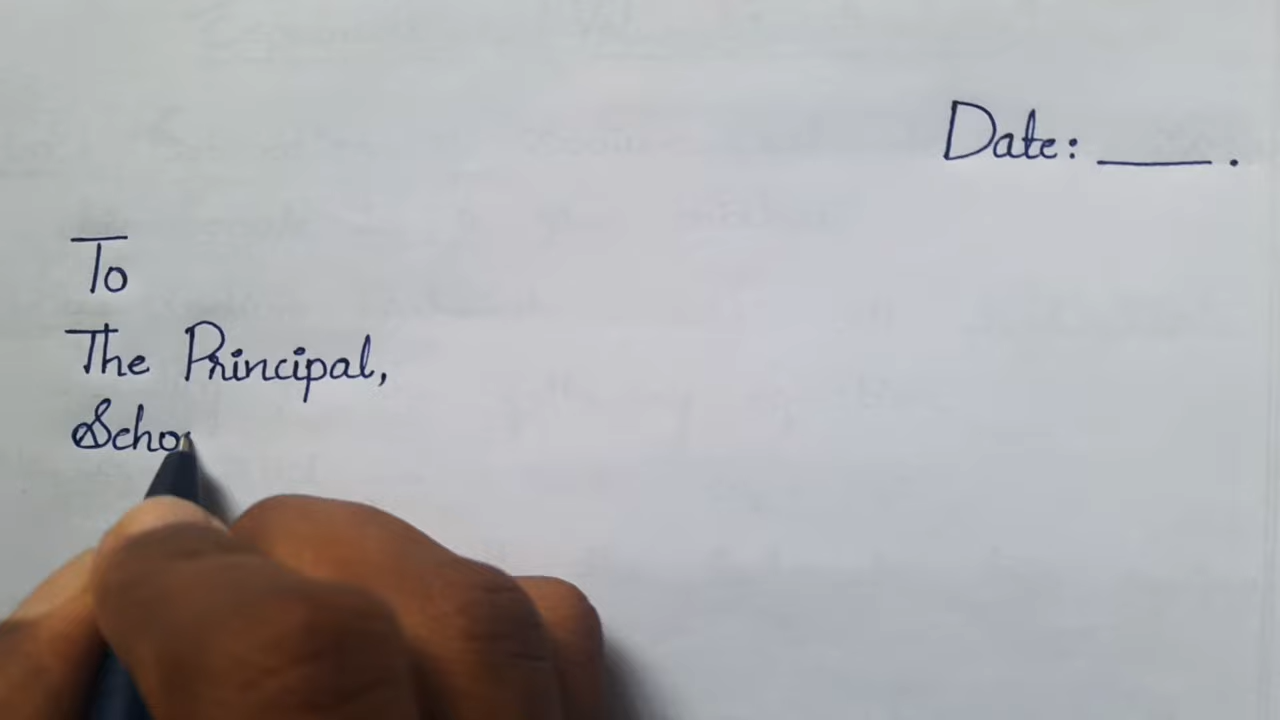 Date: ____.
To
The Principal,
Scho